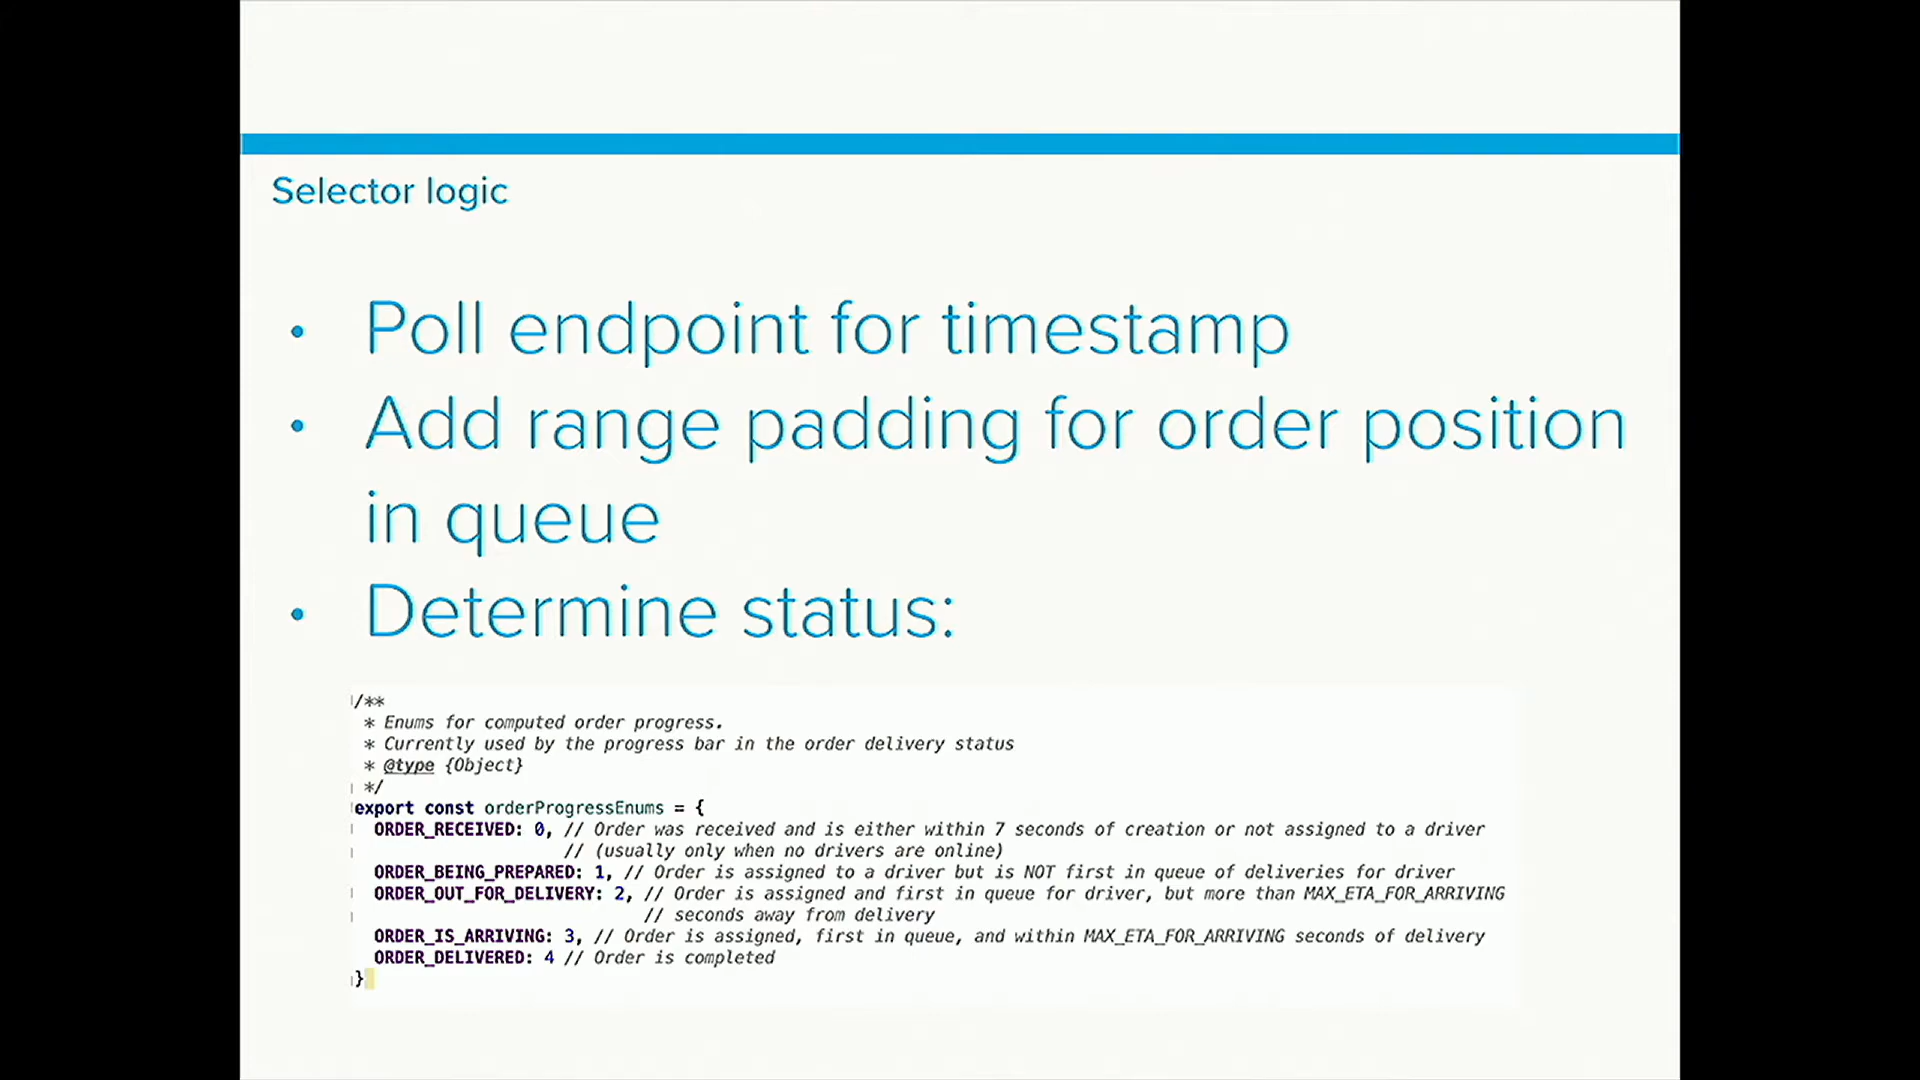 Selector logic
• Poll endpoint for timestamp
• Add range padding for order position
in queue
• Determine status:
/**
* Enums for computed order progress.
* Currently used by the progress bar in the order delivery status
* @type {Object}
*/
export const orderProgressEnums = {
ORDER_RECEIVED: 0, // Order was received and is either within 7 seconds of creation or not assigned to a driver
// (usually only when no drivers are online)
ORDER_BEING_PREPARED: 1, // Order is assigned to a driver but is NOT first in queue of deliveries for driver
ORDER_OUT_FOR_DELIVERY: 2, // Order is assigned and first in queue for driver, but more than MAX_ETA_FOR_ARRIVING
// seconds away from delivery
ORDER_IS_ARRIVING: 3, // Order is assigned, first in queue, and within MAX_ETA_FOR_ARRIVING seconds of delivery
ORDER_DELIVERED: 4 // Order is completed
}